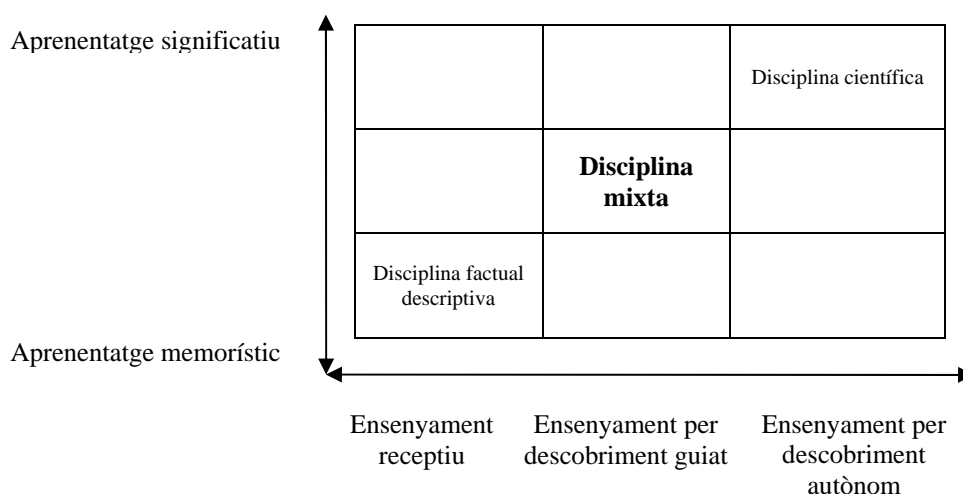 Aprenentatge significatiu
Disciplina científica
Disciplina
mixta
Disciplina factual
descriptiva
Aprenentatge memorístic
Ensenyament
receptiu
Ensenyament per
descobriment guiat
Ensenyament per
descobriment
autònom